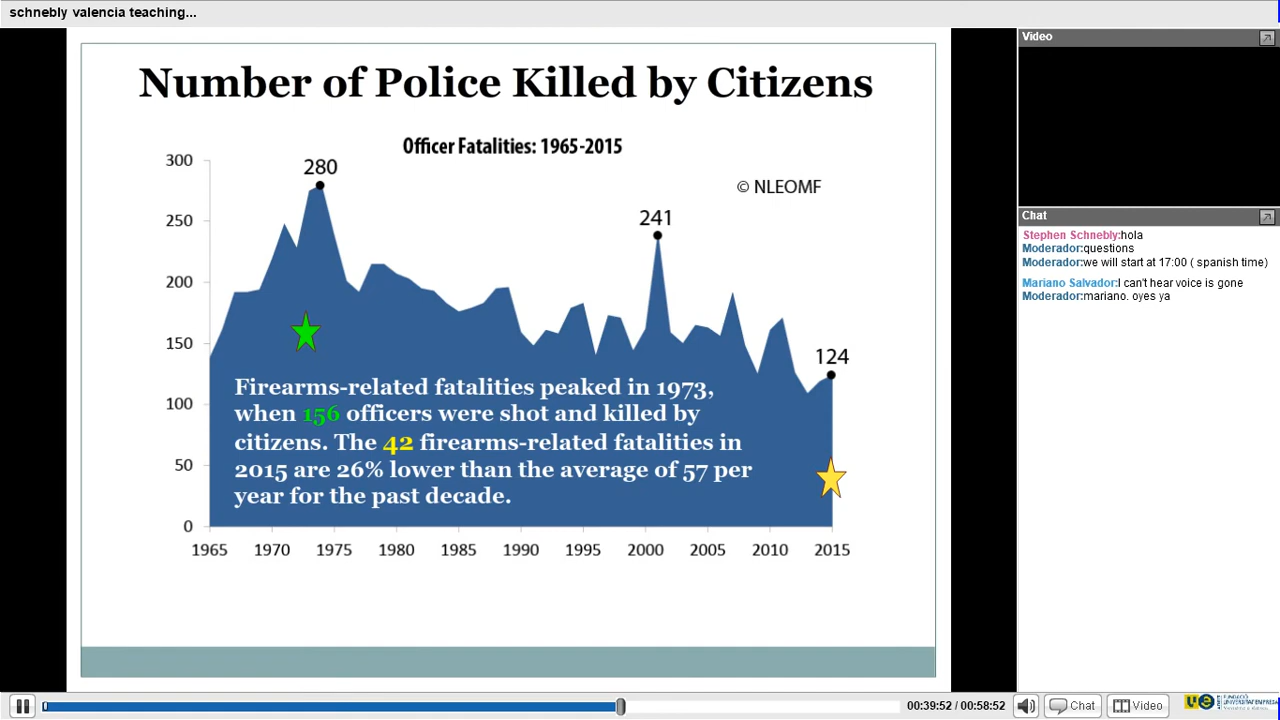 schnebly valencia teaching...
Number of Police Killed by Citizens
Officer Fatalities: 1965-2015
© NLEOMF
300
250
200
150
100
50
0
280
241
124
Firearms-related fatalities peaked in 1973,
when 156 officers were shot and killed by
citizens. The 42 firearms-related fatalities in
2015 are 26% lower than the average of 57 per
year for the past decade.
1965 1970 1975 1980 1985 1990 1995 2000 2005 2010 2015
Video
Chat
Stephen Schnebly:hola
Moderador:questions
Moderador:we will start at 17:00 ( spanish time)
Mariano Salvador:I can't hear voice is gone
Moderador:mariano. oyes ya
00:39:52 / 00:58:52
Chat
Video